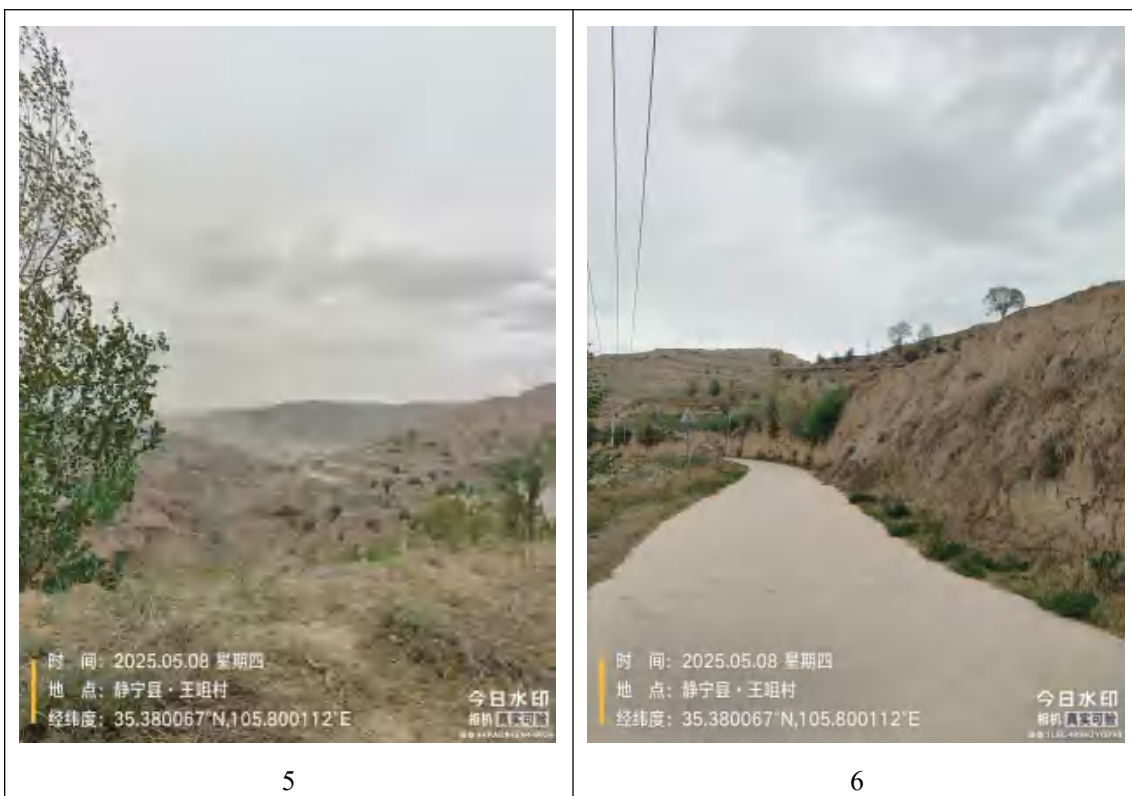 时 间: 2025.05.08 星期四
地 点: 静宁县·王咀村
经纬度: 35.380067°N,105.800112°E
今日水印
相机 真实可验
5
时 间: 2025.05.08 星期四
地 点: 静宁县·王咀村
经纬度: 35.380067°N,105.800112°E
今日水印
相机 真实可验
6